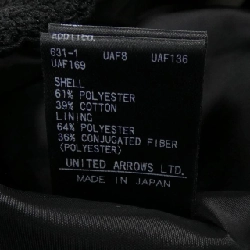 631-1 UAF8 UAF136
UAF169
SHELL
61% POLYESTER
39% COTTON
LINING
64% POLYESTER
36% CONJUGATED FIBER
(POLYESTER)
UNITED ARROWS LTD.
MADE IN JAPAN